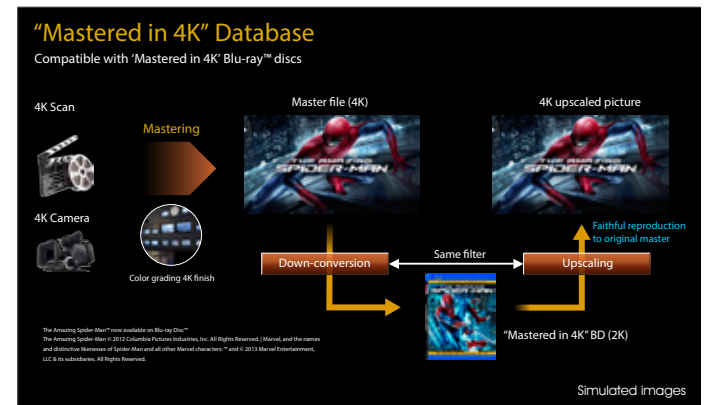 “Mastered in 4K” Database
Compatible with ‘Mastered in 4K’ Blu-ray™ discs
4K Scan
Mastering
Master file (4K)
4K upscaled picture
THE AMAZING
SPIDER-MAN
THE AMAZING
SPIDER-MAN
4K Camera
Color grading 4K finish
Faithful reproduction
to original master
Down-conversion
Same filter
Upscaling
SPIDER-MAN
“Mastered in 4K” BD (2K)
The Amazing Spider-Man™ now available on Blu-ray Disc™
The Amazing Spider-Man © 2012 Columbia Pictures Industries, Inc. All Rights Reserved. | Marvel, and the names
and distinctive likenesses of Spider-Man and all other Marvel characters: ™ and © 2013 Marvel Entertainment,
LLC & its subsidiaries. All Rights Reserved.
Simulated images